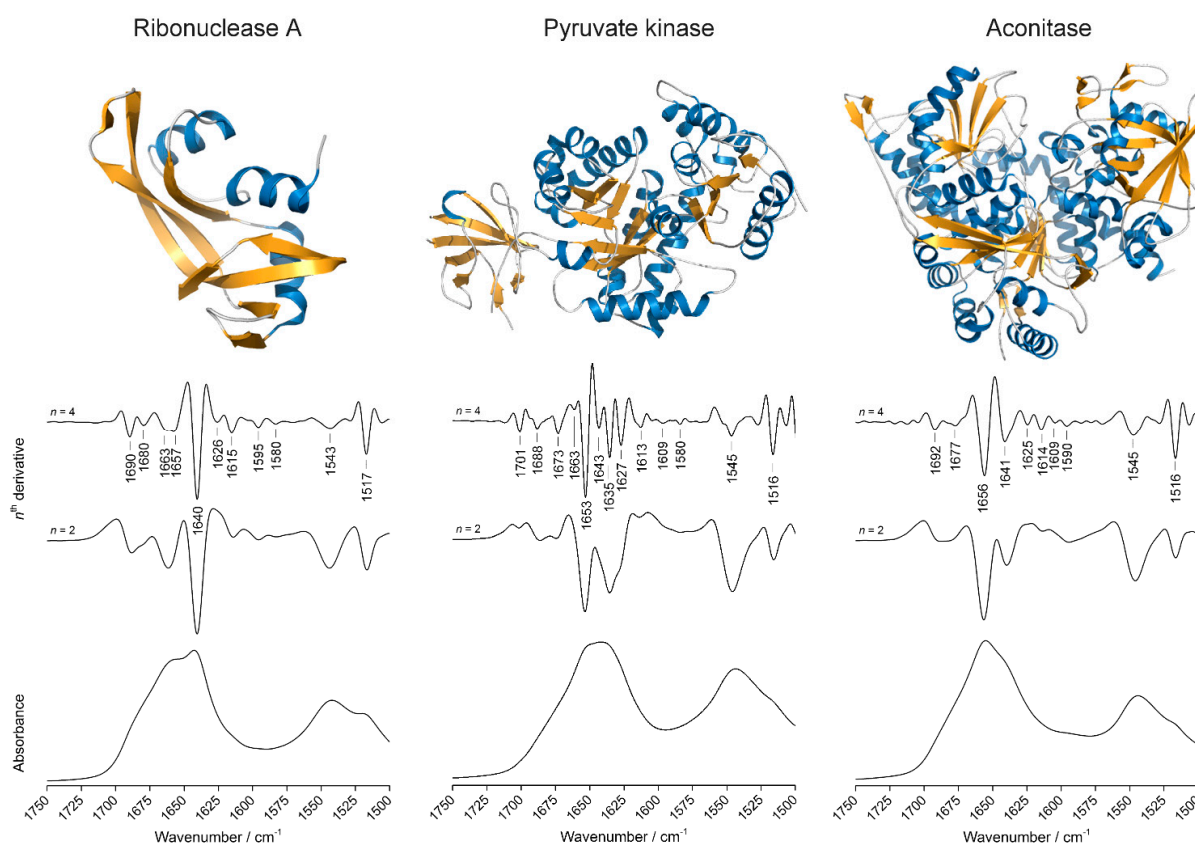 Ribonuclease A
Pyruvate kinase
Aconitase
n = 4
1690
1680
1663
1657
1640
1626
1615
1595
1580
1543
1517
n = 4
1701
1688
1673
1663
1653
1643
1635
1627
1613
1609
1580
1545
1516
n = 4
1692
1677
1656
1641
1625
1614
1609
1590
1545
1516
nth derivative
n = 2
n = 2
n = 2
Absorbance
1750 1725 1700 1675 1650 1625 1600 1575 1550 1525 1500
1750 1725 1700 1675 1650 1625 1600 1575 1550 1525 1500
1750 1725 1700 1675 1650 1625 1600 1575 1550 1525 1500
Wavenumber / cm⁻¹
Wavenumber / cm⁻¹
Wavenumber / cm⁻¹